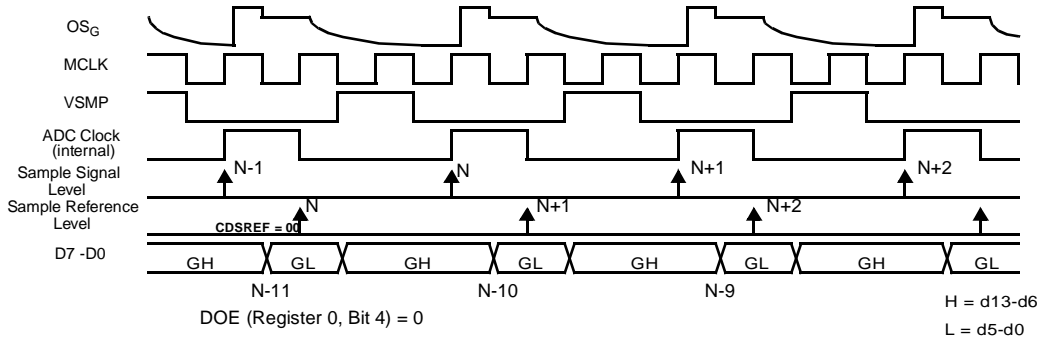 OSG
MCLK
VSMP
ADC Clock
(internal)
Sample Signal
Level
N-1
N
N+1
N+2
Sample Reference
Level
CDSREF = 00
N
N+1
N+2
D7 -D0
GH
GL
GH
GL
GH
GL
GH
GL
N-11
N-10
N-9
DOE (Register 0, Bit 4) = 0
H = d13-d6
L = d5-d0